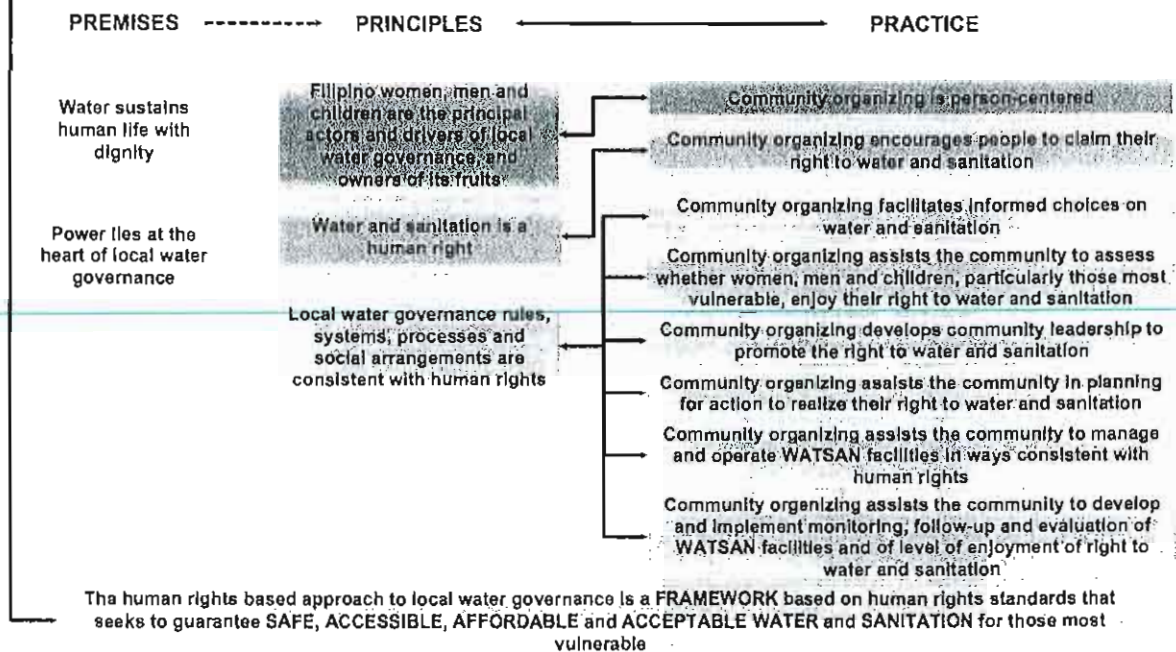 PREMISES PRINCIPLES PRACTICE
Water sustains
human life with
dignity
Power lies at the
heart of local water
governance
Filipino women, men and
children are the principal
actors and drivers of local
water governance, and
owners of its fruits
Water and sanitation is a
human right
Local water governance rules,
systems, processes and
social arrangements are
consistent with human rights
Community organizing is person-centered
Community organizing encourages people to claim their
right to water and sanitation
Community organizing facilitates informed choices on
water and sanitation
Community organizing assists the community to assess
whether women, men and children, particularly those most
vulnerable, enjoy their right to water and sanitation
Community organizing develops community leadership to
promote the right to water and sanitation
Community organizing assists the community in planning
for action to realize their right to water and sanitation
Community organizing assists the community to manage
and operate WATSAN facilities in ways consistent with
human rights
Community organizing assists the community to develop
and implement monitoring, follow-up and evaluation of
WATSAN facilities and of level of enjoyment of right to
water and sanitation
The human rights based approach to local water governance is a FRAMEWORK based on human rights standards that
seeks to guarantee SAFE, ACCESSIBLE, AFFORDABLE and ACCEPTABLE WATER and SANITATION for those most
vulnerable